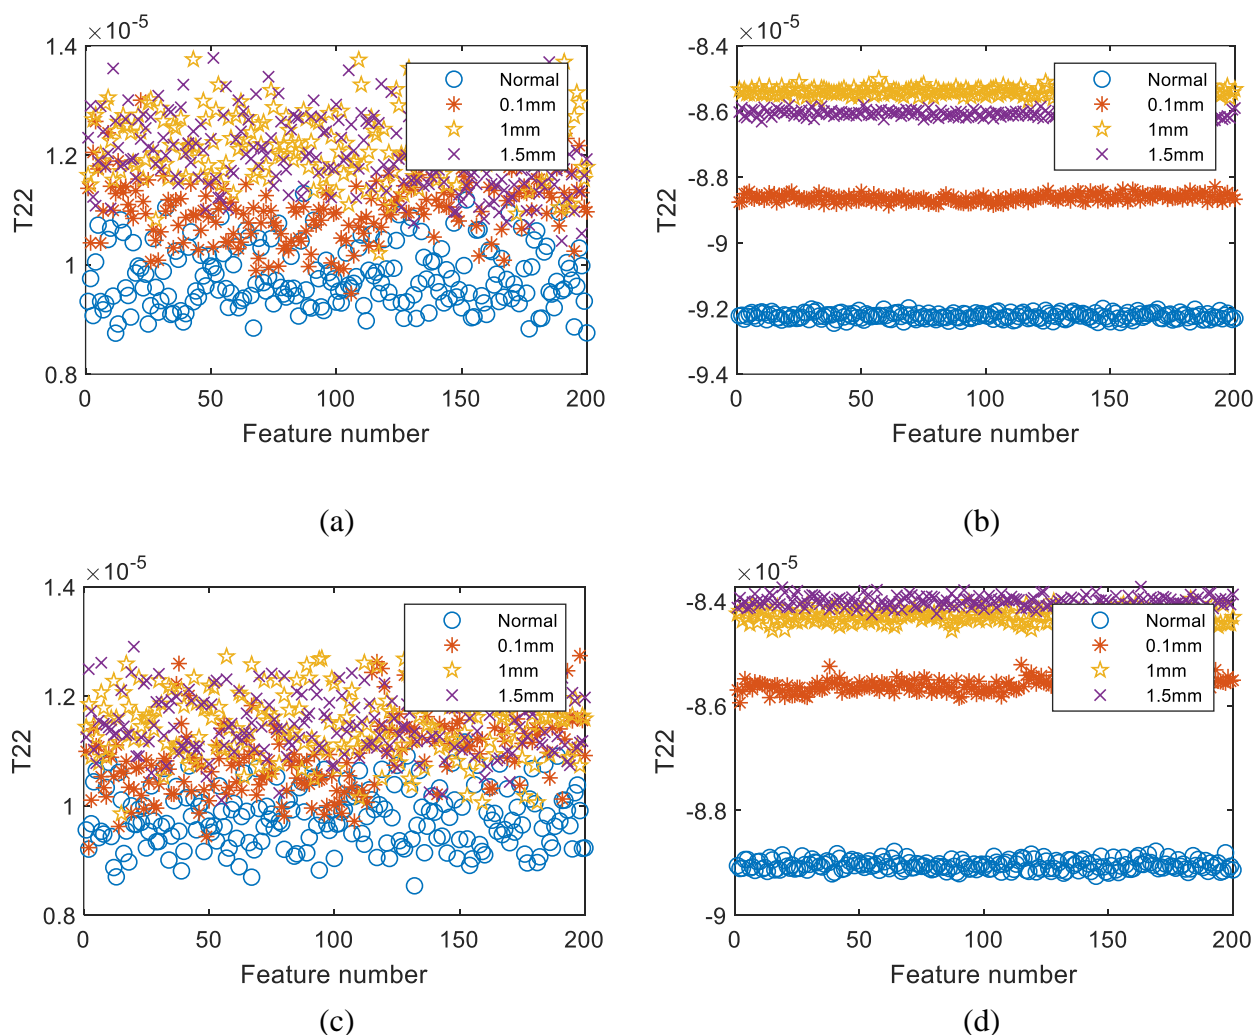 ×10⁻⁵
1.4
1.2
1
0.8
T22
0 50 100 150 200
Feature number
Normal
0.1mm
1mm
1.5mm
(a)
×10⁻⁵
-8.4
-8.6
-8.8
-9
-9.2
-9.4
T22
0 50 100 150 200
Feature number
Normal
0.1mm
1mm
1.5mm
(b)
×10⁻⁵
1.4
1.2
1
0.8
T22
0 50 100 150 200
Feature number
Normal
0.1mm
1mm
1.5mm
(c)
×10⁻⁵
-8.4
-8.6
-8.8
-9
T22
0 50 100 150 200
Feature number
Normal
0.1mm
1mm
1.5mm
(d)